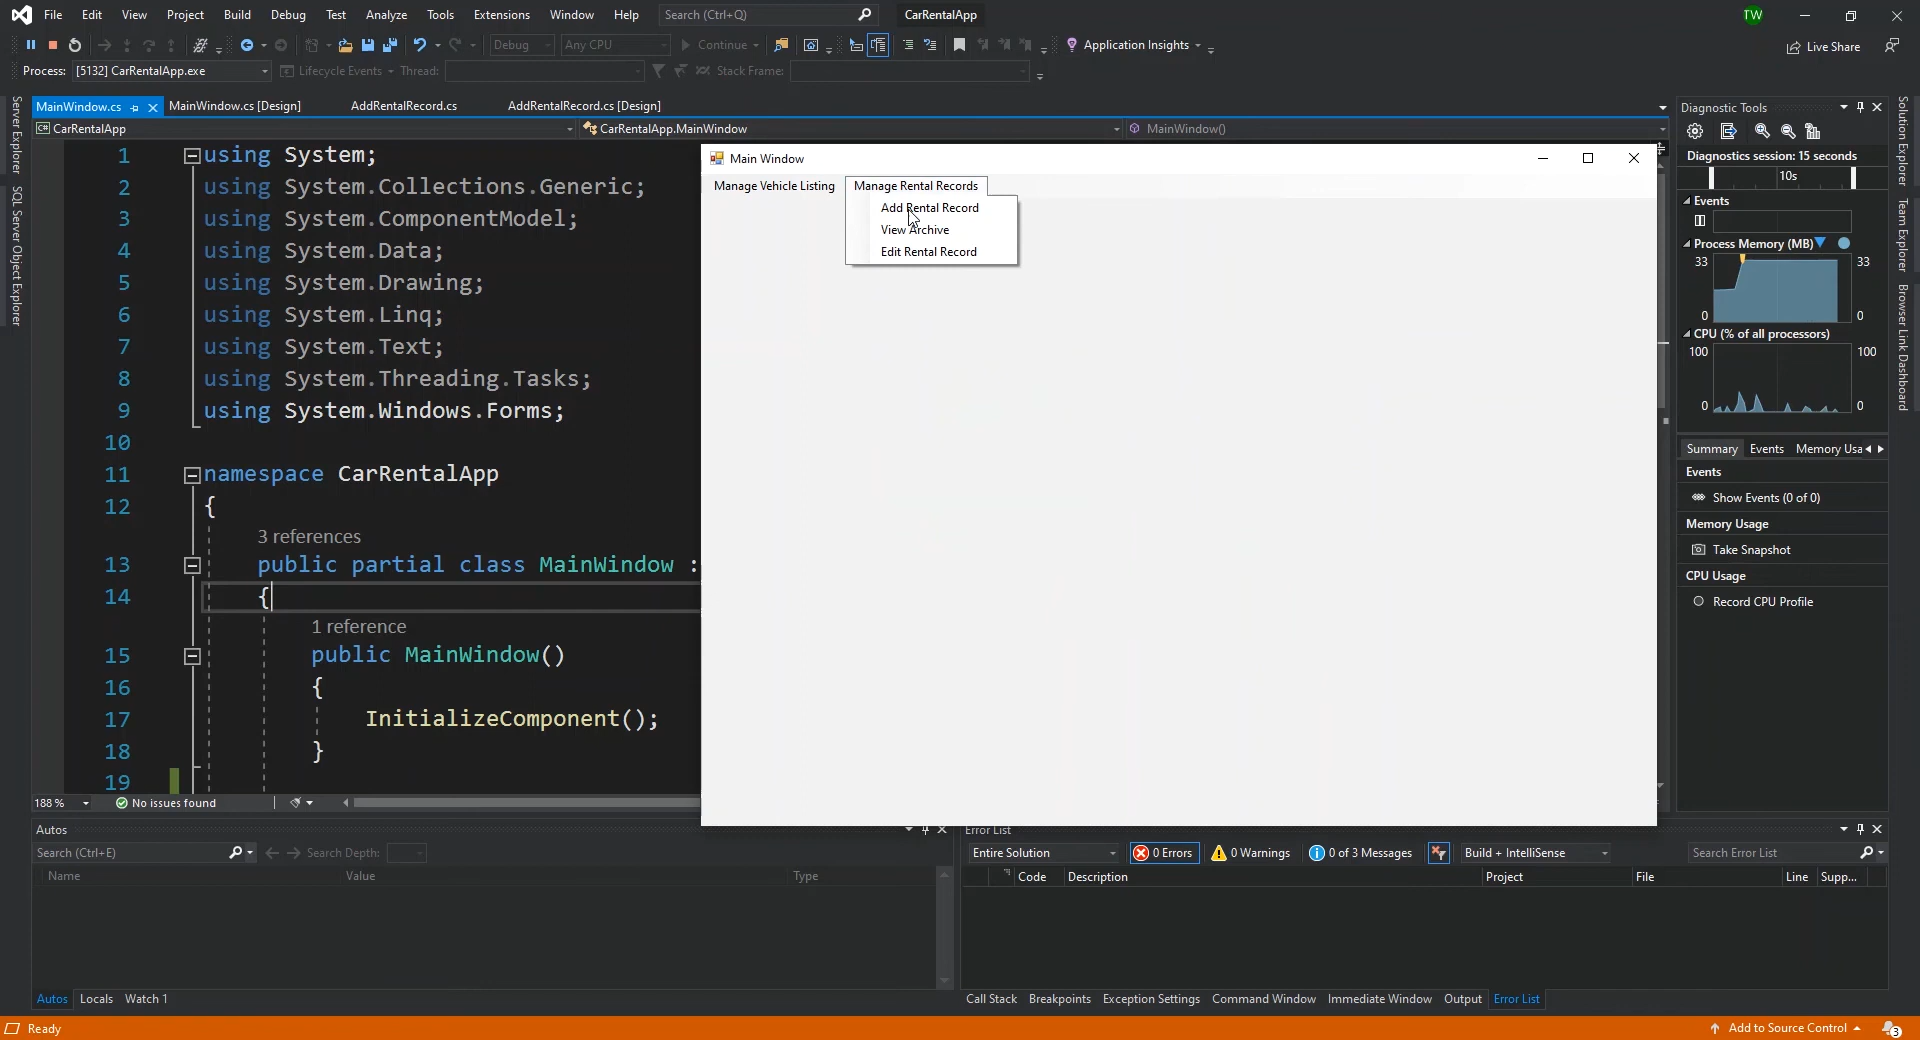 File Edit View Project Build Debug Test Analyze Tools Extensions Window Help Search (Ctrl+Q) CarRentalApp TW
Debug Any CPU Continue Application Insights Live Share
Process: [5132] CarRentalApp.exe Lifecycle Events Thread: Stack Frame:
MainWindow.cs MainWindow.cs [Design] AddRentalRecord.cs AddRentalRecord.cs [Design]
CarRentalApp CarRentalApp.MainWindow MainWindow()
Server Explorer
SQL Server Object Explorer
1 using System;
2 using System.Collections.Generic;
3 using System.ComponentModel;
4 using System.Data;
5 using System.Drawing;
6 using System.Linq;
7 using System.Text;
8 using System.Threading.Tasks;
9 using System.Windows.Forms;
10
11 namespace CarRentalApp
12 {
3 references
13 public partial class MainWindow :
14 {
1 reference
15 public MainWindow()
16 {
17 InitializeComponent();
18 }
19
188 % No issues found
Main Window
Manage Vehicle Listing Manage Rental Records
Add Rental Record
View Archive
Edit Rental Record
Diagnostic Tools
Diagnostics session: 15 seconds
10s
Events
Process Memory (MB)
33 33
0 0
CPU (% of all processors)
100 100
0 0
Summary Events Memory Usa
Events
Show Events (0 of 0)
Memory Usage
Take Snapshot
CPU Usage
Record CPU Profile
Solution Explorer
Team Explorer
Browser Link Dashboard
Autos
Search (Ctrl+E) Search Depth:
Name Value Type
Autos Locals Watch 1
Error List
Entire Solution 0 Errors 0 Warnings 0 of 3 Messages Build + IntelliSense Search Error List
Code Description Project File Line Supp...
Call Stack Breakpoints Exception Settings Command Window Immediate Window Output Error List
Ready Add to Source Control 3